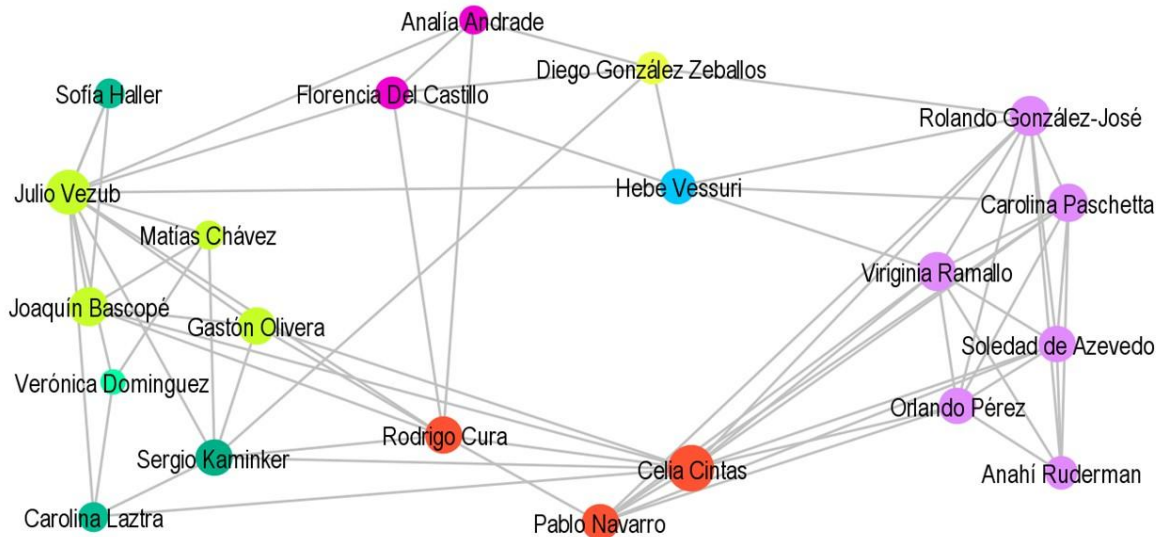 Analía Andrade
Diego González Zeballos
Sofía Haller
Florencia Del Castillo
Rolando González-José
Julio Vezub
Hebe Vessuri
Carolina Paschetta
Matías Chávez
Viriginia Ramallo
Joaquín Bascopé
Gastón Olivera
Soledad de Azevedo
Verónica Dominguez
Orlando Pérez
Rodrigo Cura
Sergio Kaminker
Celia Cintas
Anahí Ruderman
Carolina Laztra
Pablo Navarro